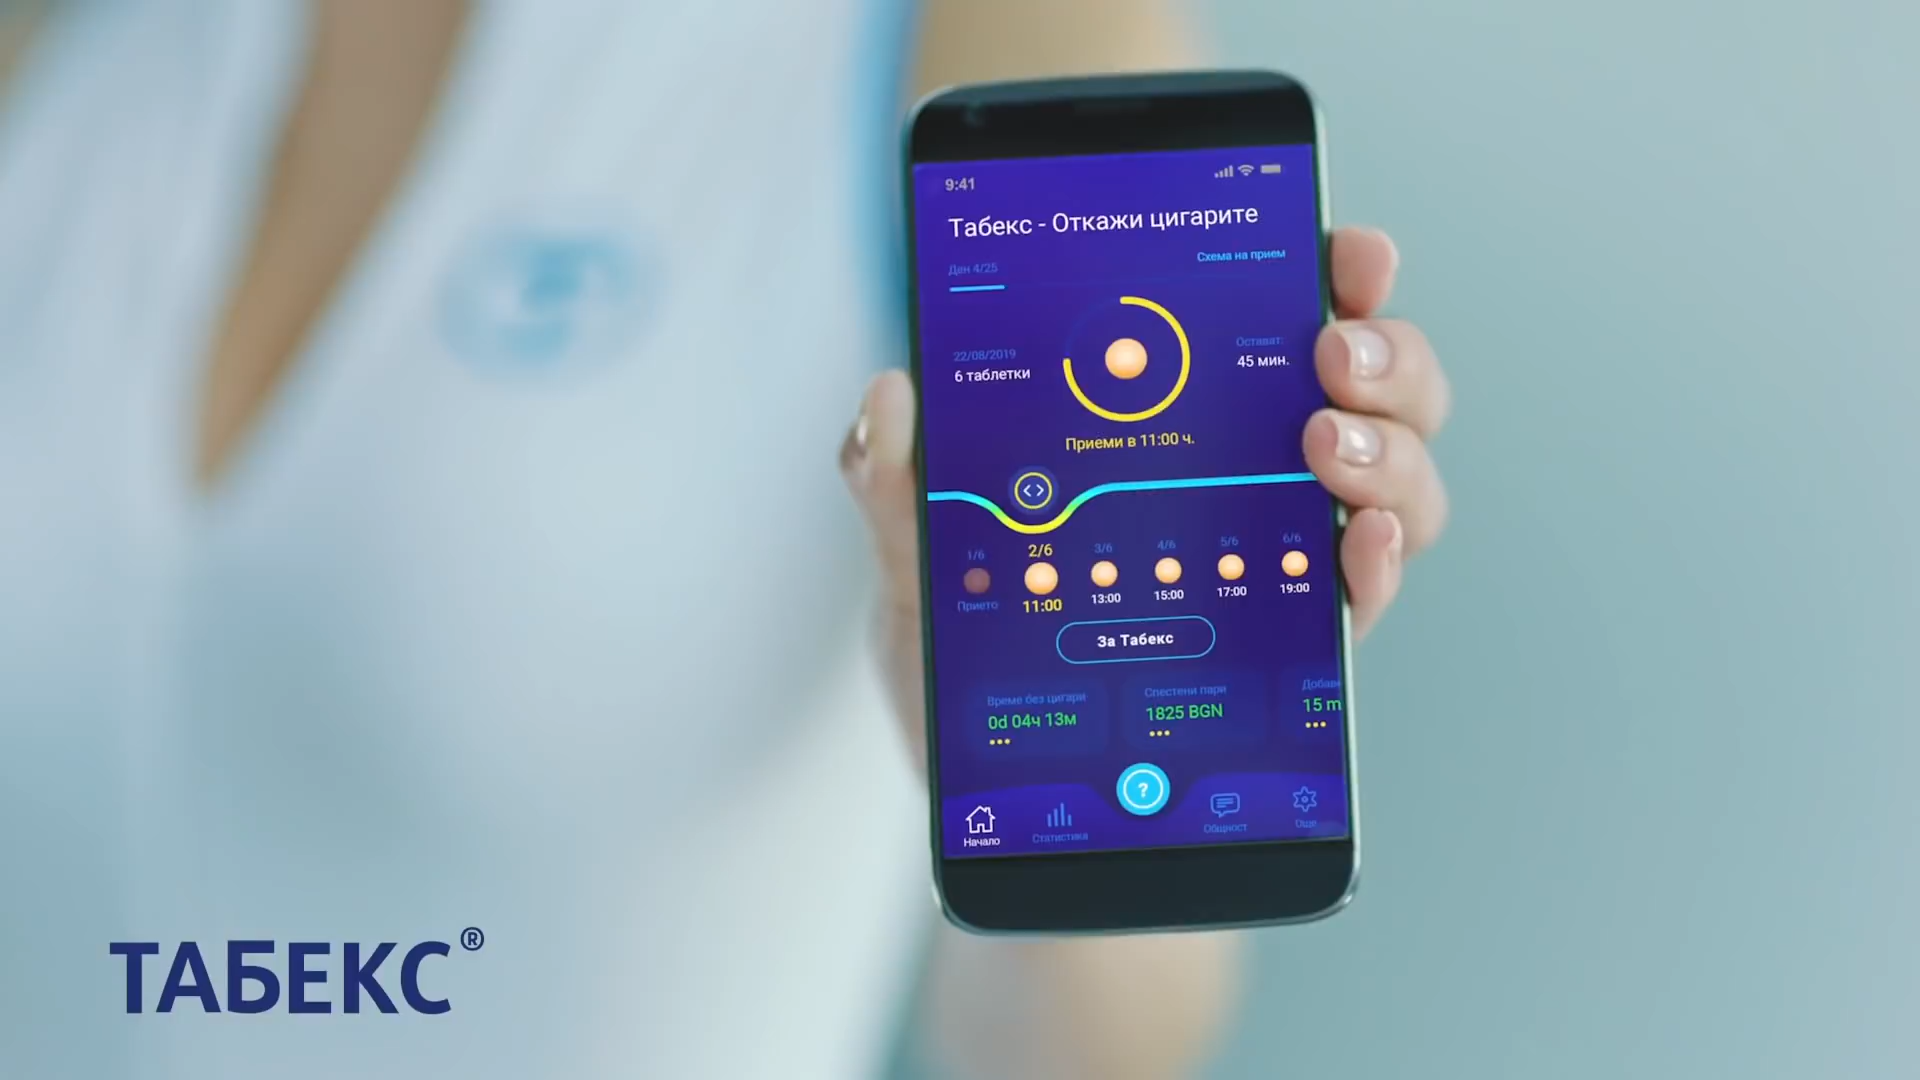 9:41
Табекс - Откажи цигарите
Ден 4/25
Схема на прием
22/08/2019
6 таблетки
Остават:
45 мин.
Приеми в 11:00 ч.
1/6
2/6
3/6
4/6
5/6
6/6
Прието
11:00
13:00
15:00
17:00
19:00
За Табекс
Време без цигари
0d 04ч 13м
Спестени пари
1825 BGN
15 m
?
Начало
Статистика
Общност
Още
ТАБЕКС®